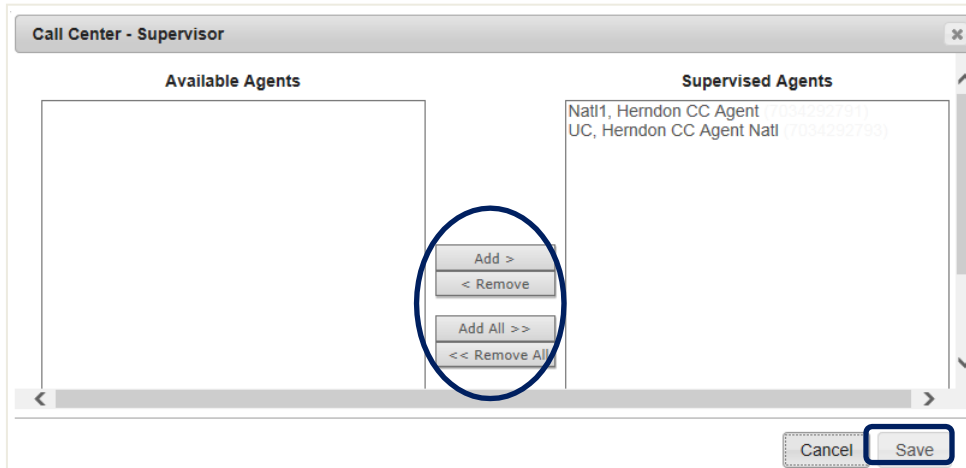 Call Center - Supervisor
Available Agents
Supervised Agents
Natl1, Herndon CC Agent (7034292791)
UC, Herndon CC Agent Natl (7034292793)
Add >
< Remove
Add All >>
<< Remove All
Cancel
Save